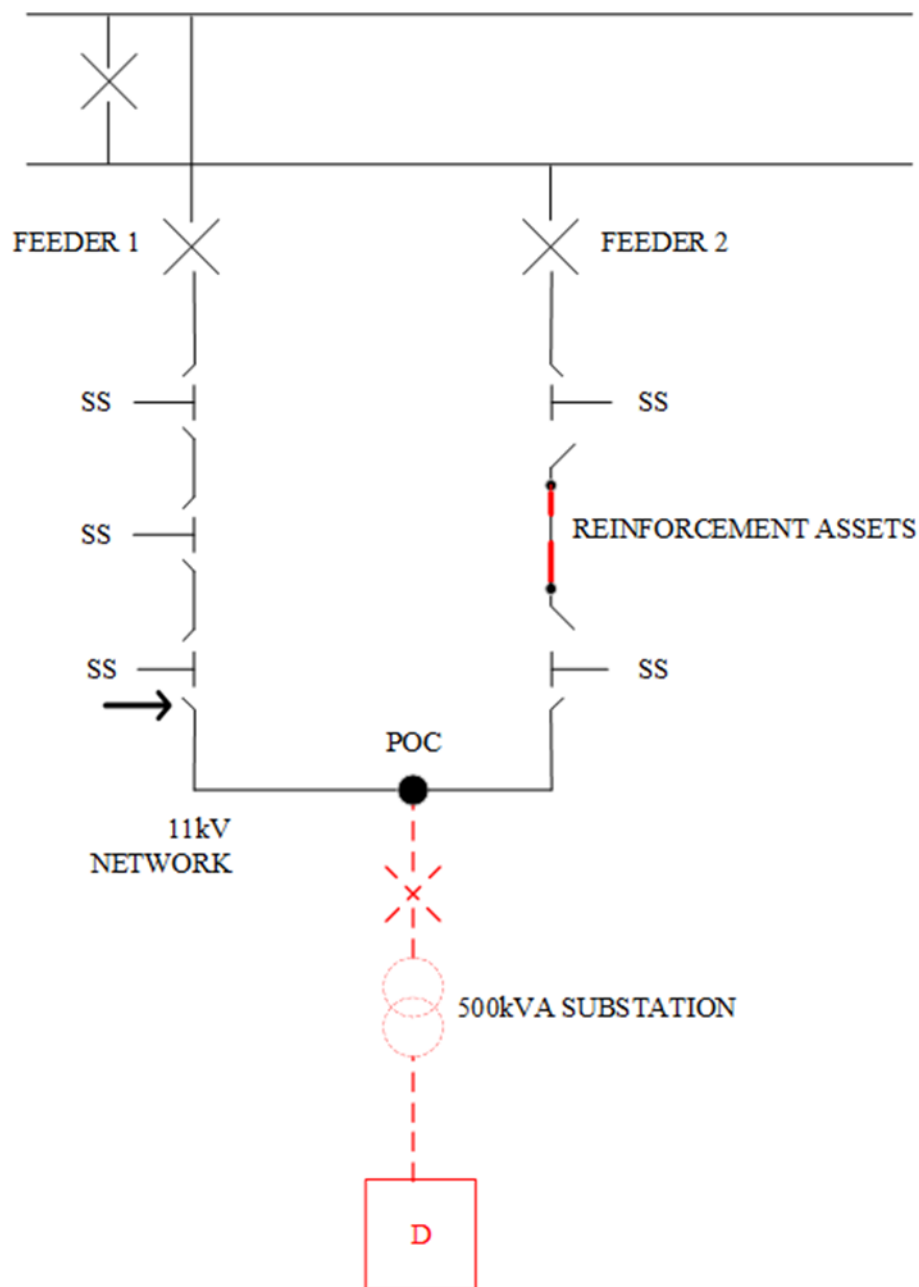 FEEDER 1
FEEDER 2
SS
SS
SS
REINFORCEMENT ASSETS
SS
SS
POC
11kV
NETWORK
500kVA SUBSTATION
D